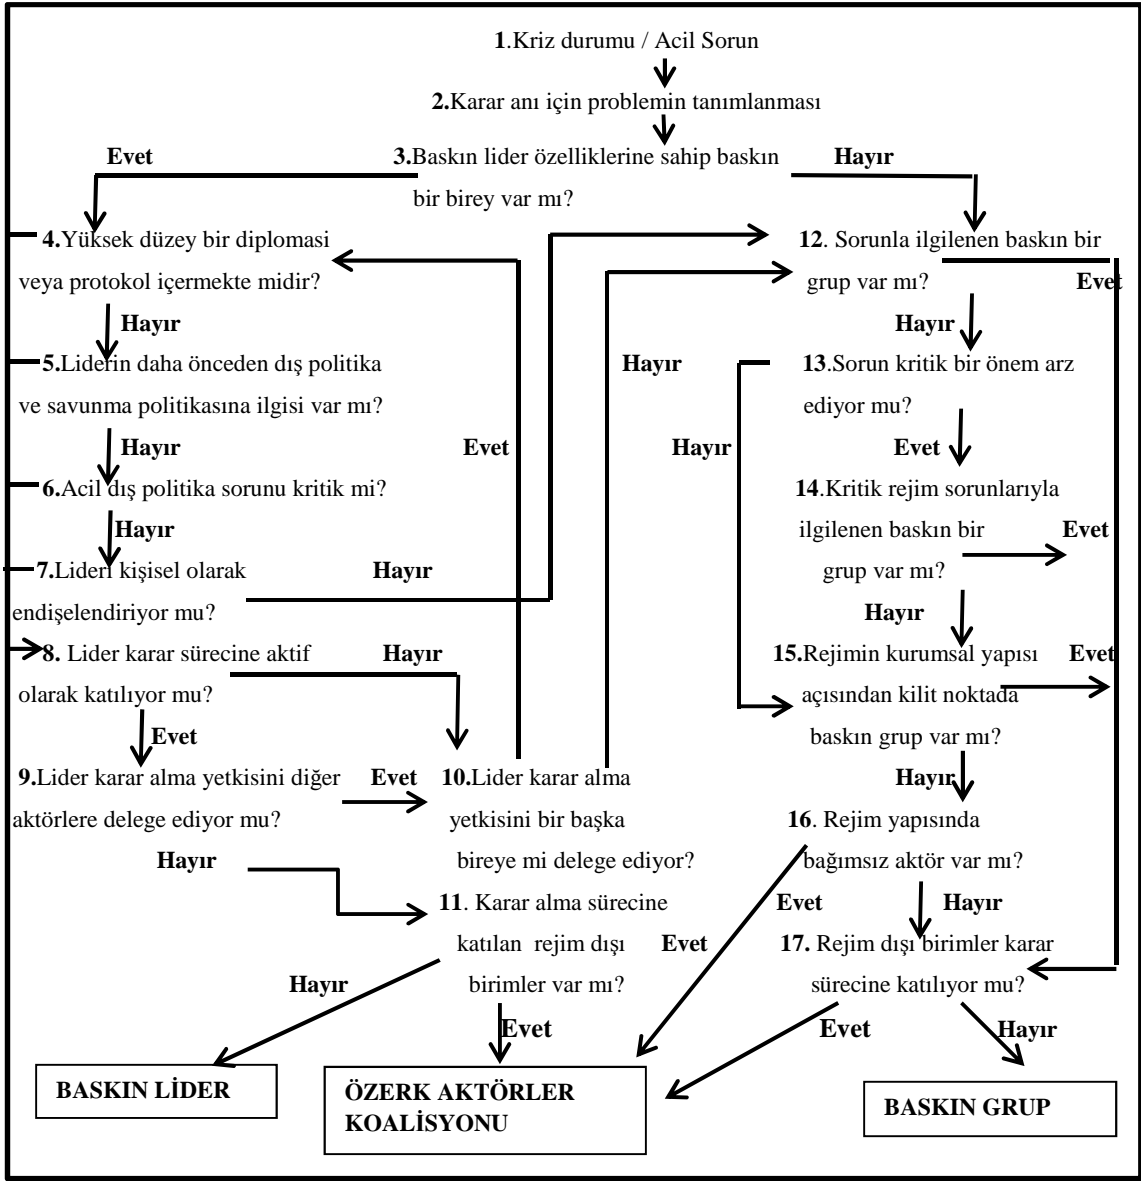 1.Kriz durumu / Acil Sorun
2.Karar anı için problemin tanımlanması
Evet
3.Baskın lider özelliklerine sahip baskın
bir birey var mı?
Hayır
4.Yüksek düzey bir diplomasi
veya protokol içermekte midir?
Hayır
5.Liderin daha önceden dış politika
ve savunma politikasına ilgisi var mı?
Hayır
6.Acil dış politika sorunu kritik mi?
Hayır
7.Lideri kişisel olarak
endişelendiriyor mu?
Hayır
8. Lider karar sürecine aktif
olarak katılıyor mu?
Hayır
Evet
9.Lider karar alma yetkisini diğer
aktörlere delege ediyor mu?
Evet
Hayır
10.Lider karar alma
yetkisini bir başka
bireye mi delege ediyor?
Evet
Hayır
11. Karar alma sürecine
katılan rejim dışı
birimler var mı?
Hayır
Evet
12. Sorunla ilgilenen baskın bir
grup var mı?
Evet
Hayır
13.Sorun kritik bir önem arz
ediyor mu?
Hayır
Evet
14.Kritik rejim sorunlarıyla
ilgilenen baskın bir
grup var mı?
Evet
Hayır
15.Rejimin kurumsal yapısı
açısından kilit noktada
baskın grup var mı?
Evet
Hayır
16. Rejim yapısında
bağımsız aktör var mı?
Evet
Evet
Hayır
17. Rejim dışı birimler karar
sürecine katılıyor mu?
Evet
Hayır
BASKIN LİDER
ÖZERK AKTÖRLER
KOALİSYONU
BASKIN GRUP